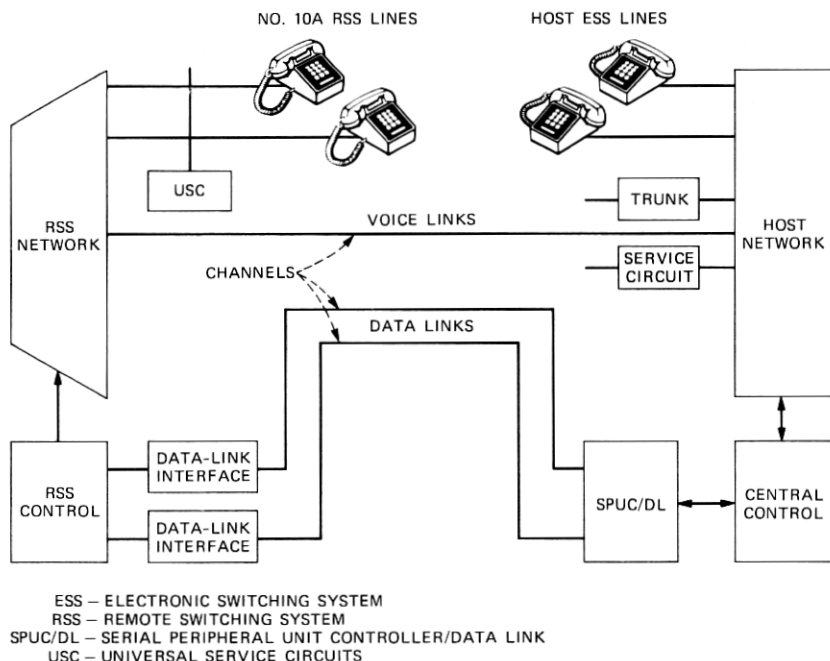 NO. 10A RSS LINES
HOST ESS LINES
USC
TRUNK
RSS
NETWORK
VOICE LINKS
HOST
NETWORK
SERVICE
CIRCUIT
CHANNELS
DATA LINKS
RSS
CONTROL
DATA-LINK
INTERFACE
DATA-LINK
INTERFACE
SPUC/DL
CENTRAL
CONTROL
ESS – ELECTRONIC SWITCHING SYSTEM
RSS – REMOTE SWITCHING SYSTEM
SPUC/DL – SERIAL PERIPHERAL UNIT CONTROLLER/DATA LINK
USC – UNIVERSAL SERVICE CIRCUITS